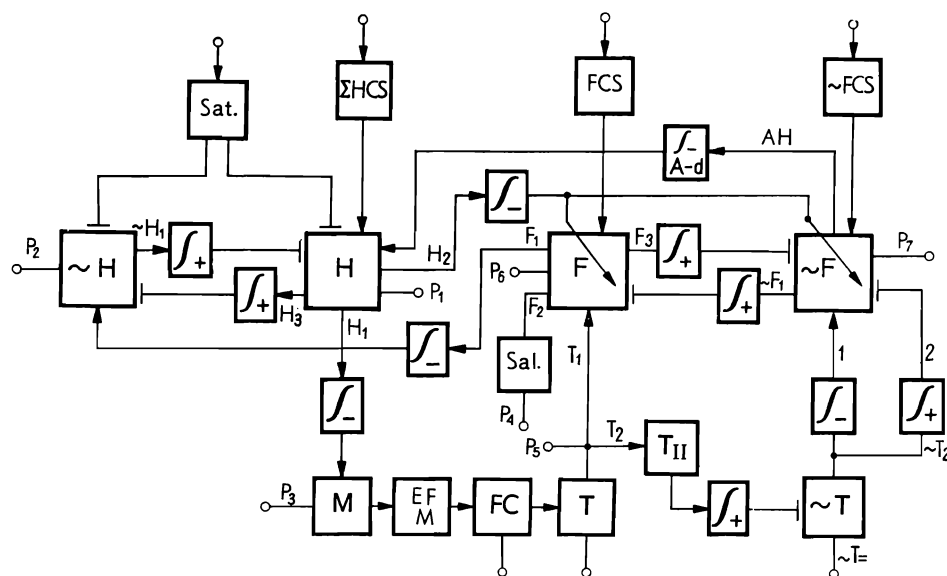 Sat.
ΣHCS
FCS
~FCS
∫- A-d
AH
~H₁
∫+
∫-
P₂
~H
H
H₂
F₁
F
F₃
∫+
~F
P₇
P₆
P₁
∫+
H₃
F₂
∫+
~F₁
H₁
∫-
Sal.
T₁
1
2
∫-
P₄
∫-
∫+
P₅
T₂
T_II
~T₂
P₃
M
EF
M
FC
T
∫+
~T
~T=